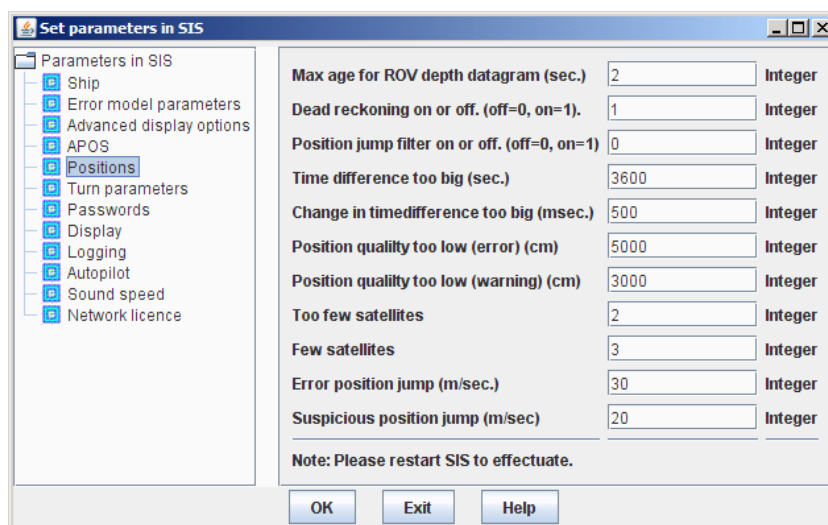 Set parameters in SIS
Parameters in SIS
Ship
Error model parameters
Advanced display options
APOS
Positions
Turn parameters
Passwords
Display
Logging
Autopilot
Sound speed
Network licence
Max age for ROV depth datagram (sec.) 2 Integer
Dead reckoning on or off. (off=0, on=1). 1 Integer
Position jump filter on or off. (off=0, on=1) 0 Integer
Time difference too big (sec.) 3600 Integer
Change in timedifference too big (msec.) 500 Integer
Position qualilty too low (error) (cm) 5000 Integer
Position qualilty too low (warning) (cm) 3000 Integer
Too few satellites 2 Integer
Few satellites 3 Integer
Error position jump (m/sec.) 30 Integer
Suspicious position jump (m/sec) 20 Integer
Note: Please restart SIS to effectuate.
OK Exit Help